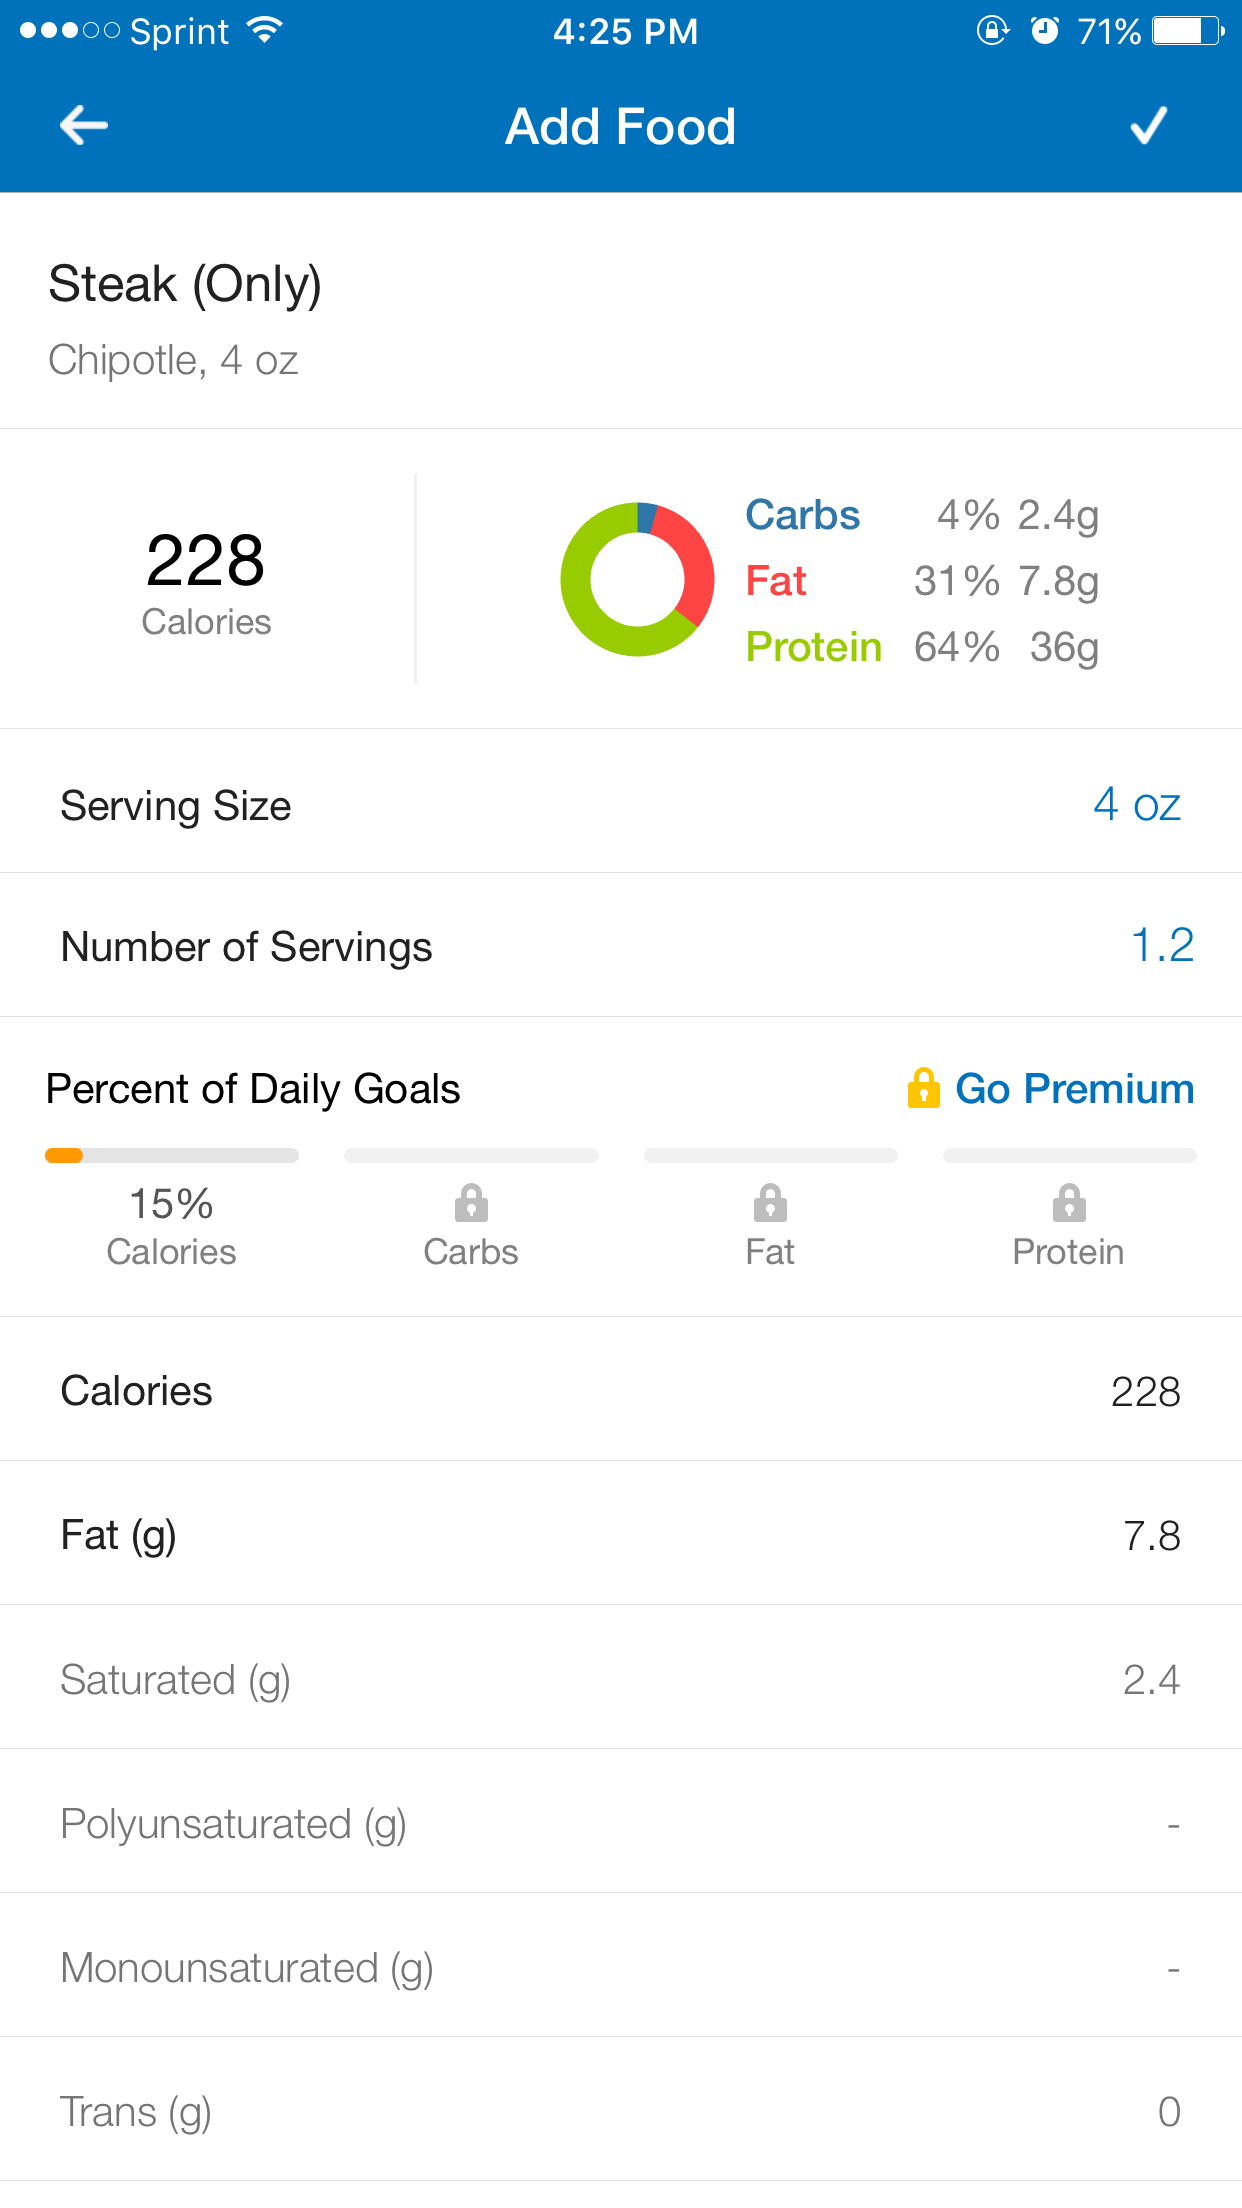 Sprint 4:25 PM 71%
Add Food
Steak (Only)
Chipotle, 4 oz
228
Calories
Carbs 4% 2.4g
Fat 31% 7.8g
Protein 64% 36g
Serving Size 4 oz
Number of Servings 1.2
Percent of Daily Goals Go Premium
15%
Calories Carbs Fat Protein
Calories 228
Fat (g) 7.8
Saturated (g) 2.4
Polyunsaturated (g) -
Monounsaturated (g) -
Trans (g) 0